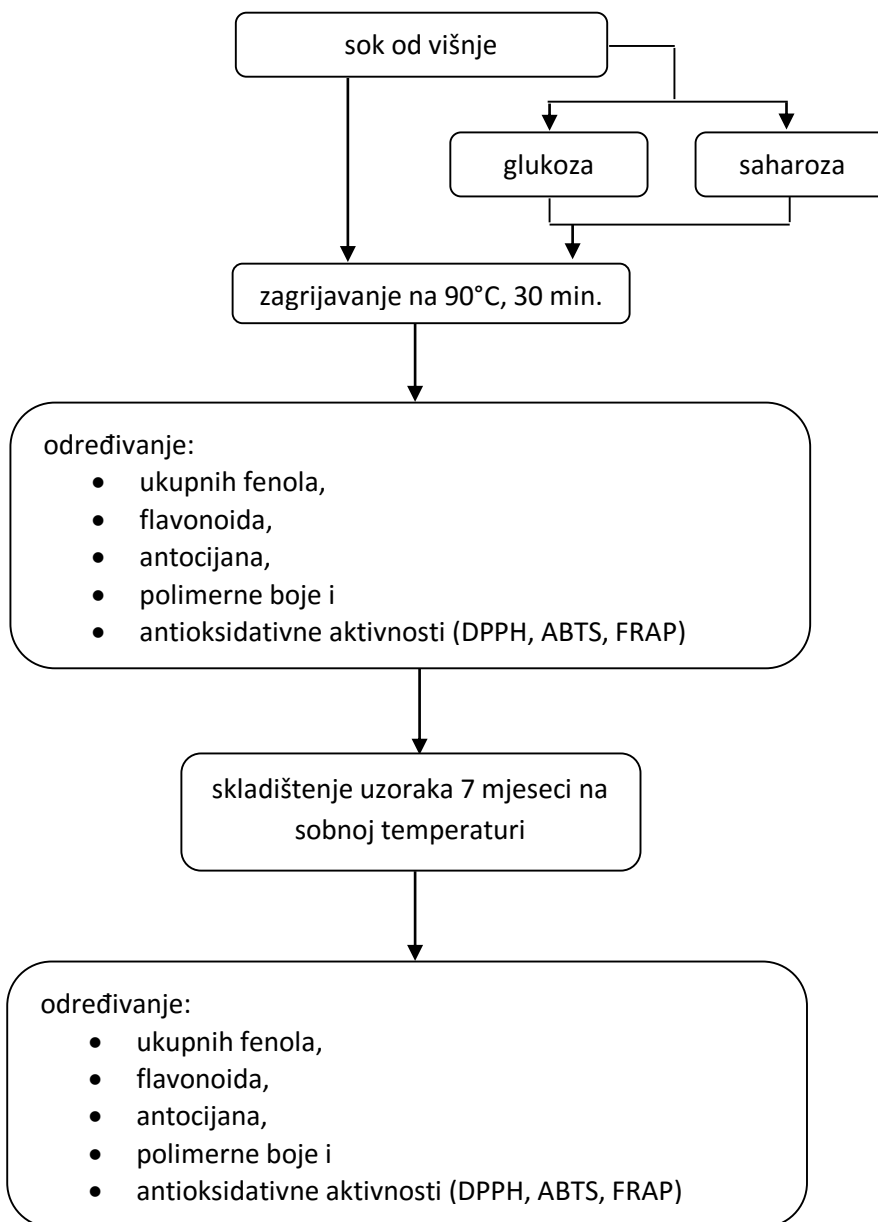 sok od višnje
glukoza
saharoza
zagrijavanje na 90°C, 30 min.
određivanje:
• ukupnih fenola,
• flavonoida,
• antocijana,
• polimerne boje i
• antioksidativne aktivnosti (DPPH, ABTS, FRAP)
skladištenje uzoraka 7 mjeseci na
sobnoj temperaturi
određivanje:
• ukupnih fenola,
• flavonoida,
• antocijana,
• polimerne boje i
• antioksidativne aktivnosti (DPPH, ABTS, FRAP)